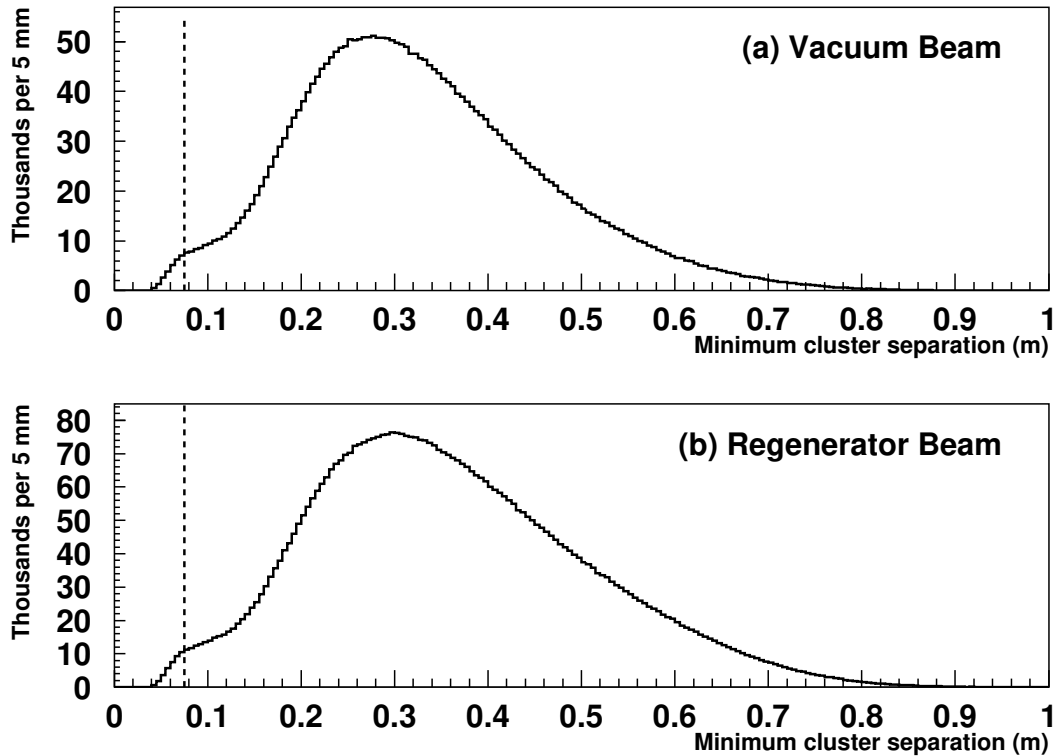 (a) Vacuum Beam
Thousands per 5 mm
50
40
30
20
10
0
0 0.1 0.2 0.3 0.4 0.5 0.6 0.7 0.8 0.9 1
Minimum cluster separation (m)
(b) Regenerator Beam
Thousands per 5 mm
80
70
60
50
40
30
20
10
0
0 0.1 0.2 0.3 0.4 0.5 0.6 0.7 0.8 0.9 1
Minimum cluster separation (m)